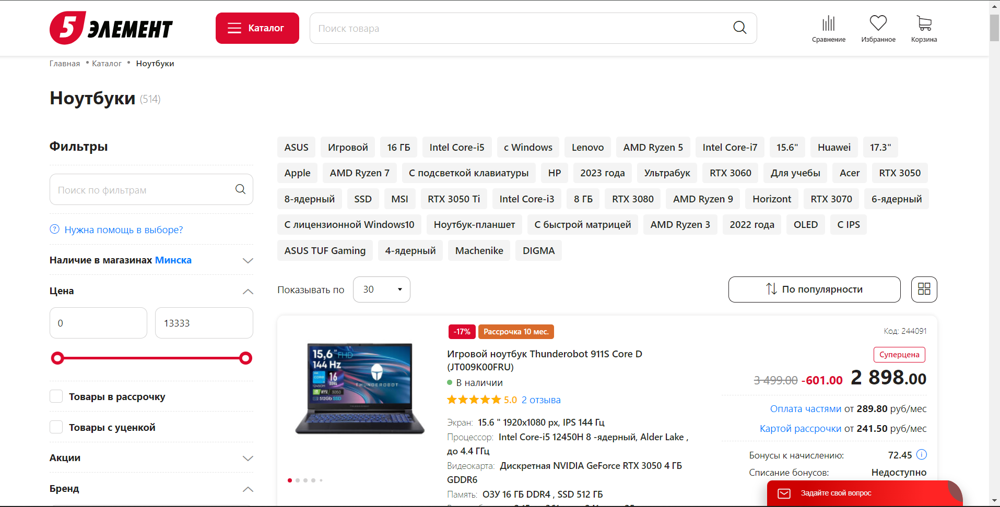 5 ЭЛЕМЕНТ
Каталог
Поиск товара
Сравнение
Избранное
Корзина
Главная • Каталог • Ноутбуки
Ноутбуки (514)
Фильтры
Поиск по фильтрам
? Нужна помощь в выборе?
Наличие в магазинах Минска
Цена
0
13333
Товары в рассрочку
Товары с уценкой
Акции
Бренд
ASUS Игровой 16 ГБ Intel Core-i5 с Windows Lenovo AMD Ryzen 5 Intel Core-i7 15.6" Huawei 17.3"
Apple AMD Ryzen 7 С подсветкой клавиатуры HP 2023 года Ультрабук RTX 3060 Для учебы Acer RTX 3050
8-ядерный SSD MSI RTX 3050 Ti Intel Core-i3 8 ГБ RTX 3080 AMD Ryzen 9 Horizont RTX 3070 6-ядерный
С лицензионной Windows10 Ноутбук-планшет С быстрой матрицей AMD Ryzen 3 2022 года OLED С IPS
ASUS TUF Gaming 4-ядерный Machenike DIGMA
Показывать по 30
По популярности
15,6" FHD
144 Hz
16
DDR4
12450H
RTX 3050
512Gb SSD
THUNDEROBOT
-17% Рассрочка 10 мес.
Игровой ноутбук Thunderobot 911S Core D
(JT009K00FRU)
В наличии
5.0 2 отзыва
Экран: 15.6 " 1920x1080 px, IPS 144 Гц
Процессор: Intel Core-i5 12450H 8 -ядерный, Alder Lake ,
до 4.4 ГГц
Видеокарта: Дискретная NVIDIA GeForce RTX 3050 4 ГБ
GDDR6
Память: ОЗУ 16 ГБ DDR4 , SSD 512 ГБ
Код: 244091
Суперцена
3 499.00 -601.00 2 898.00
Оплата частями от 289.80 руб/мес
Картой рассрочки от 241.50 руб/мес
Бонусы к начислению: 72.45
Списание бонусов: Недоступно
Задайте свой вопрос